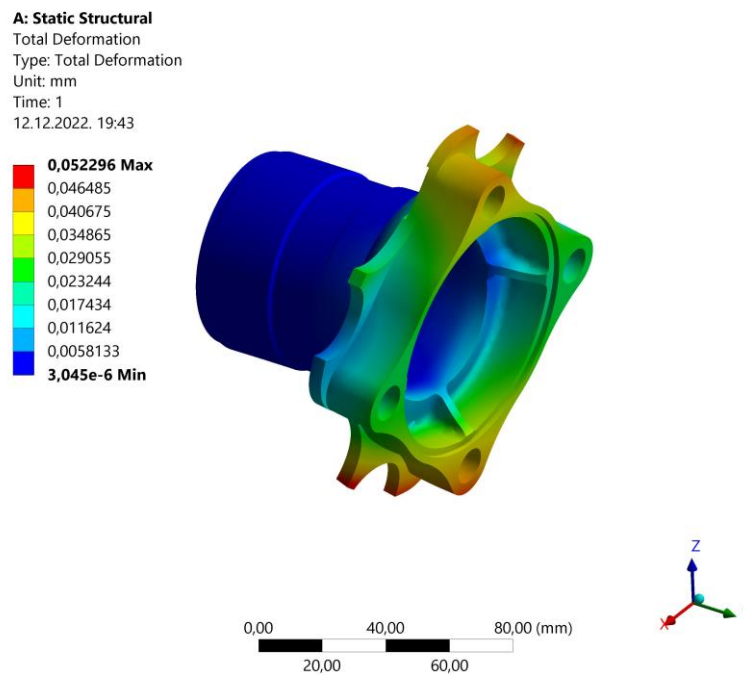 A: Static Structural
Total Deformation
Type: Total Deformation
Unit: mm
Time: 1
12.12.2022. 19:43
0,052296 Max
0,046485
0,040675
0,034865
0,029055
0,023244
0,017434
0,011624
0,0058133
3,045e-6 Min
Z
X
0,00 40,00 80,00 (mm)
20,00 60,00